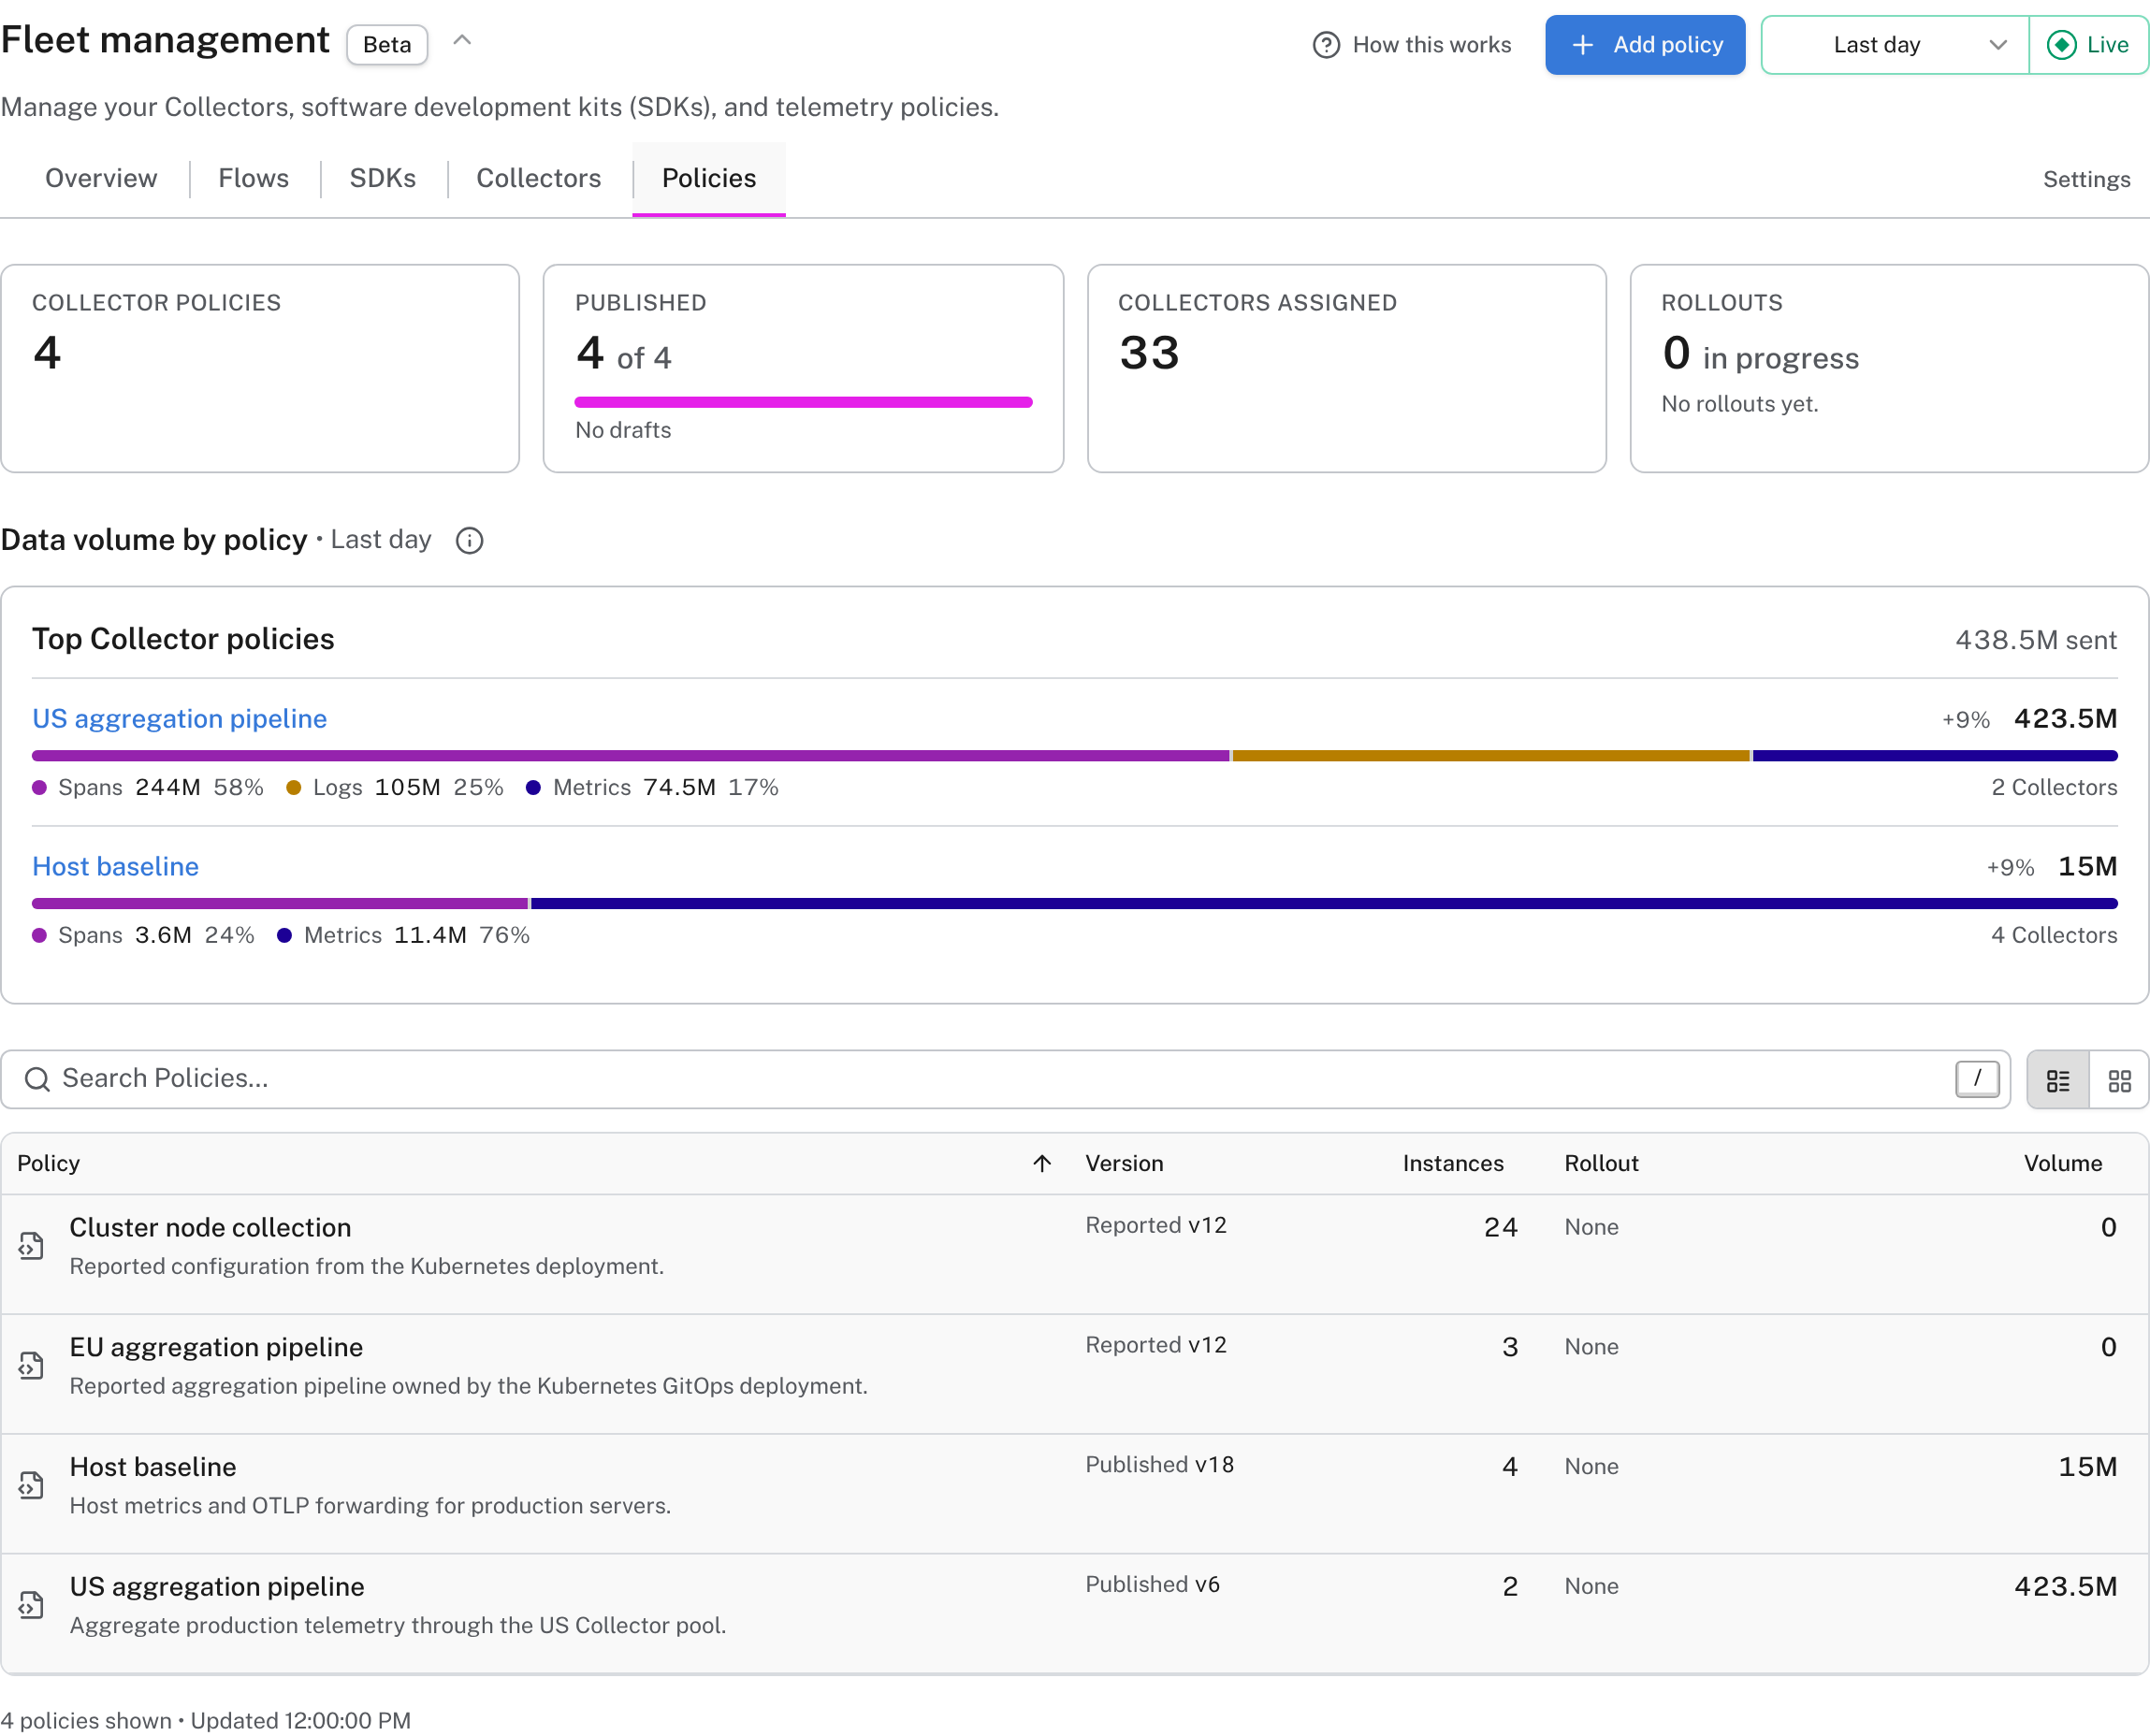 Fleet management Beta
How this works
+ Add policy
Last day
Live
Manage your Collectors, software development kits (SDKs), and telemetry policies.
Overview
Flows
SDKs
Collectors
Policies
Settings
COLLECTOR POLICIES
4
PUBLISHED
4 of 4
No drafts
COLLECTORS ASSIGNED
33
ROLLOUTS
0 in progress
No rollouts yet.
Data volume by policy • Last day
Top Collector policies
438.5M sent
US aggregation pipeline
+9% 423.5M
Spans 244M 58% Logs 105M 25% Metrics 74.5M 17%
2 Collectors
Host baseline
+9% 15M
Spans 3.6M 24% Metrics 11.4M 76%
4 Collectors
Search Policies...
/
Policy Version Instances Rollout Volume
Cluster node collection Reported v12 24 None 0
Reported configuration from the Kubernetes deployment.
EU aggregation pipeline Reported v12 3 None 0
Reported aggregation pipeline owned by the Kubernetes GitOps deployment.
Host baseline Published v18 4 None 15M
Host metrics and OTLP forwarding for production servers.
US aggregation pipeline Published v6 2 None 423.5M
Aggregate production telemetry through the US Collector pool.
4 policies shown • Updated 12:00:00 PM